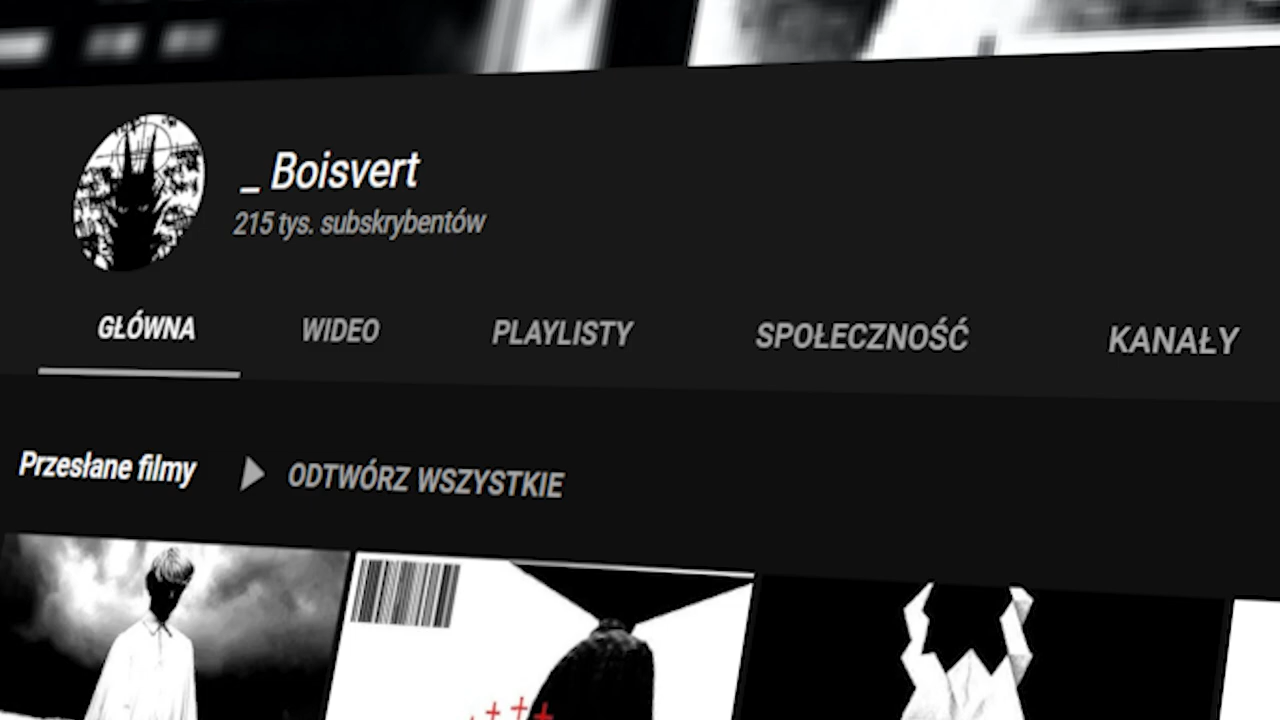 _ Boisvert
215 tys. subskrybentów
GŁÓWNA WIDEO PLAYLISTY SPOŁECZNOŚĆ KANAŁY
Przesłane filmy ODTWÓRZ WSZYSTKIE